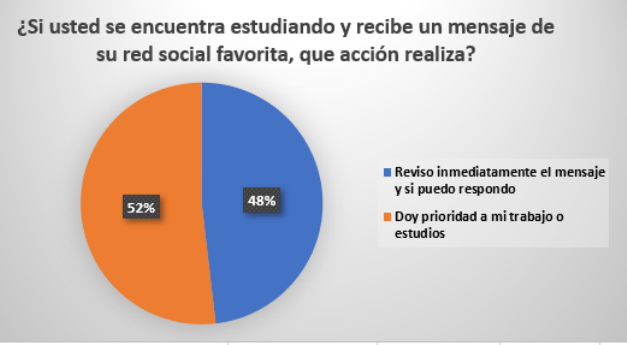 ¿Si usted se encuentra estudiando y recibe un mensaje de
su red social favorita, que acción realiza?
52%
48%
Reviso inmediatamente el mensaje
y si puedo respondo
Doy prioridad a mi trabajo o
estudios